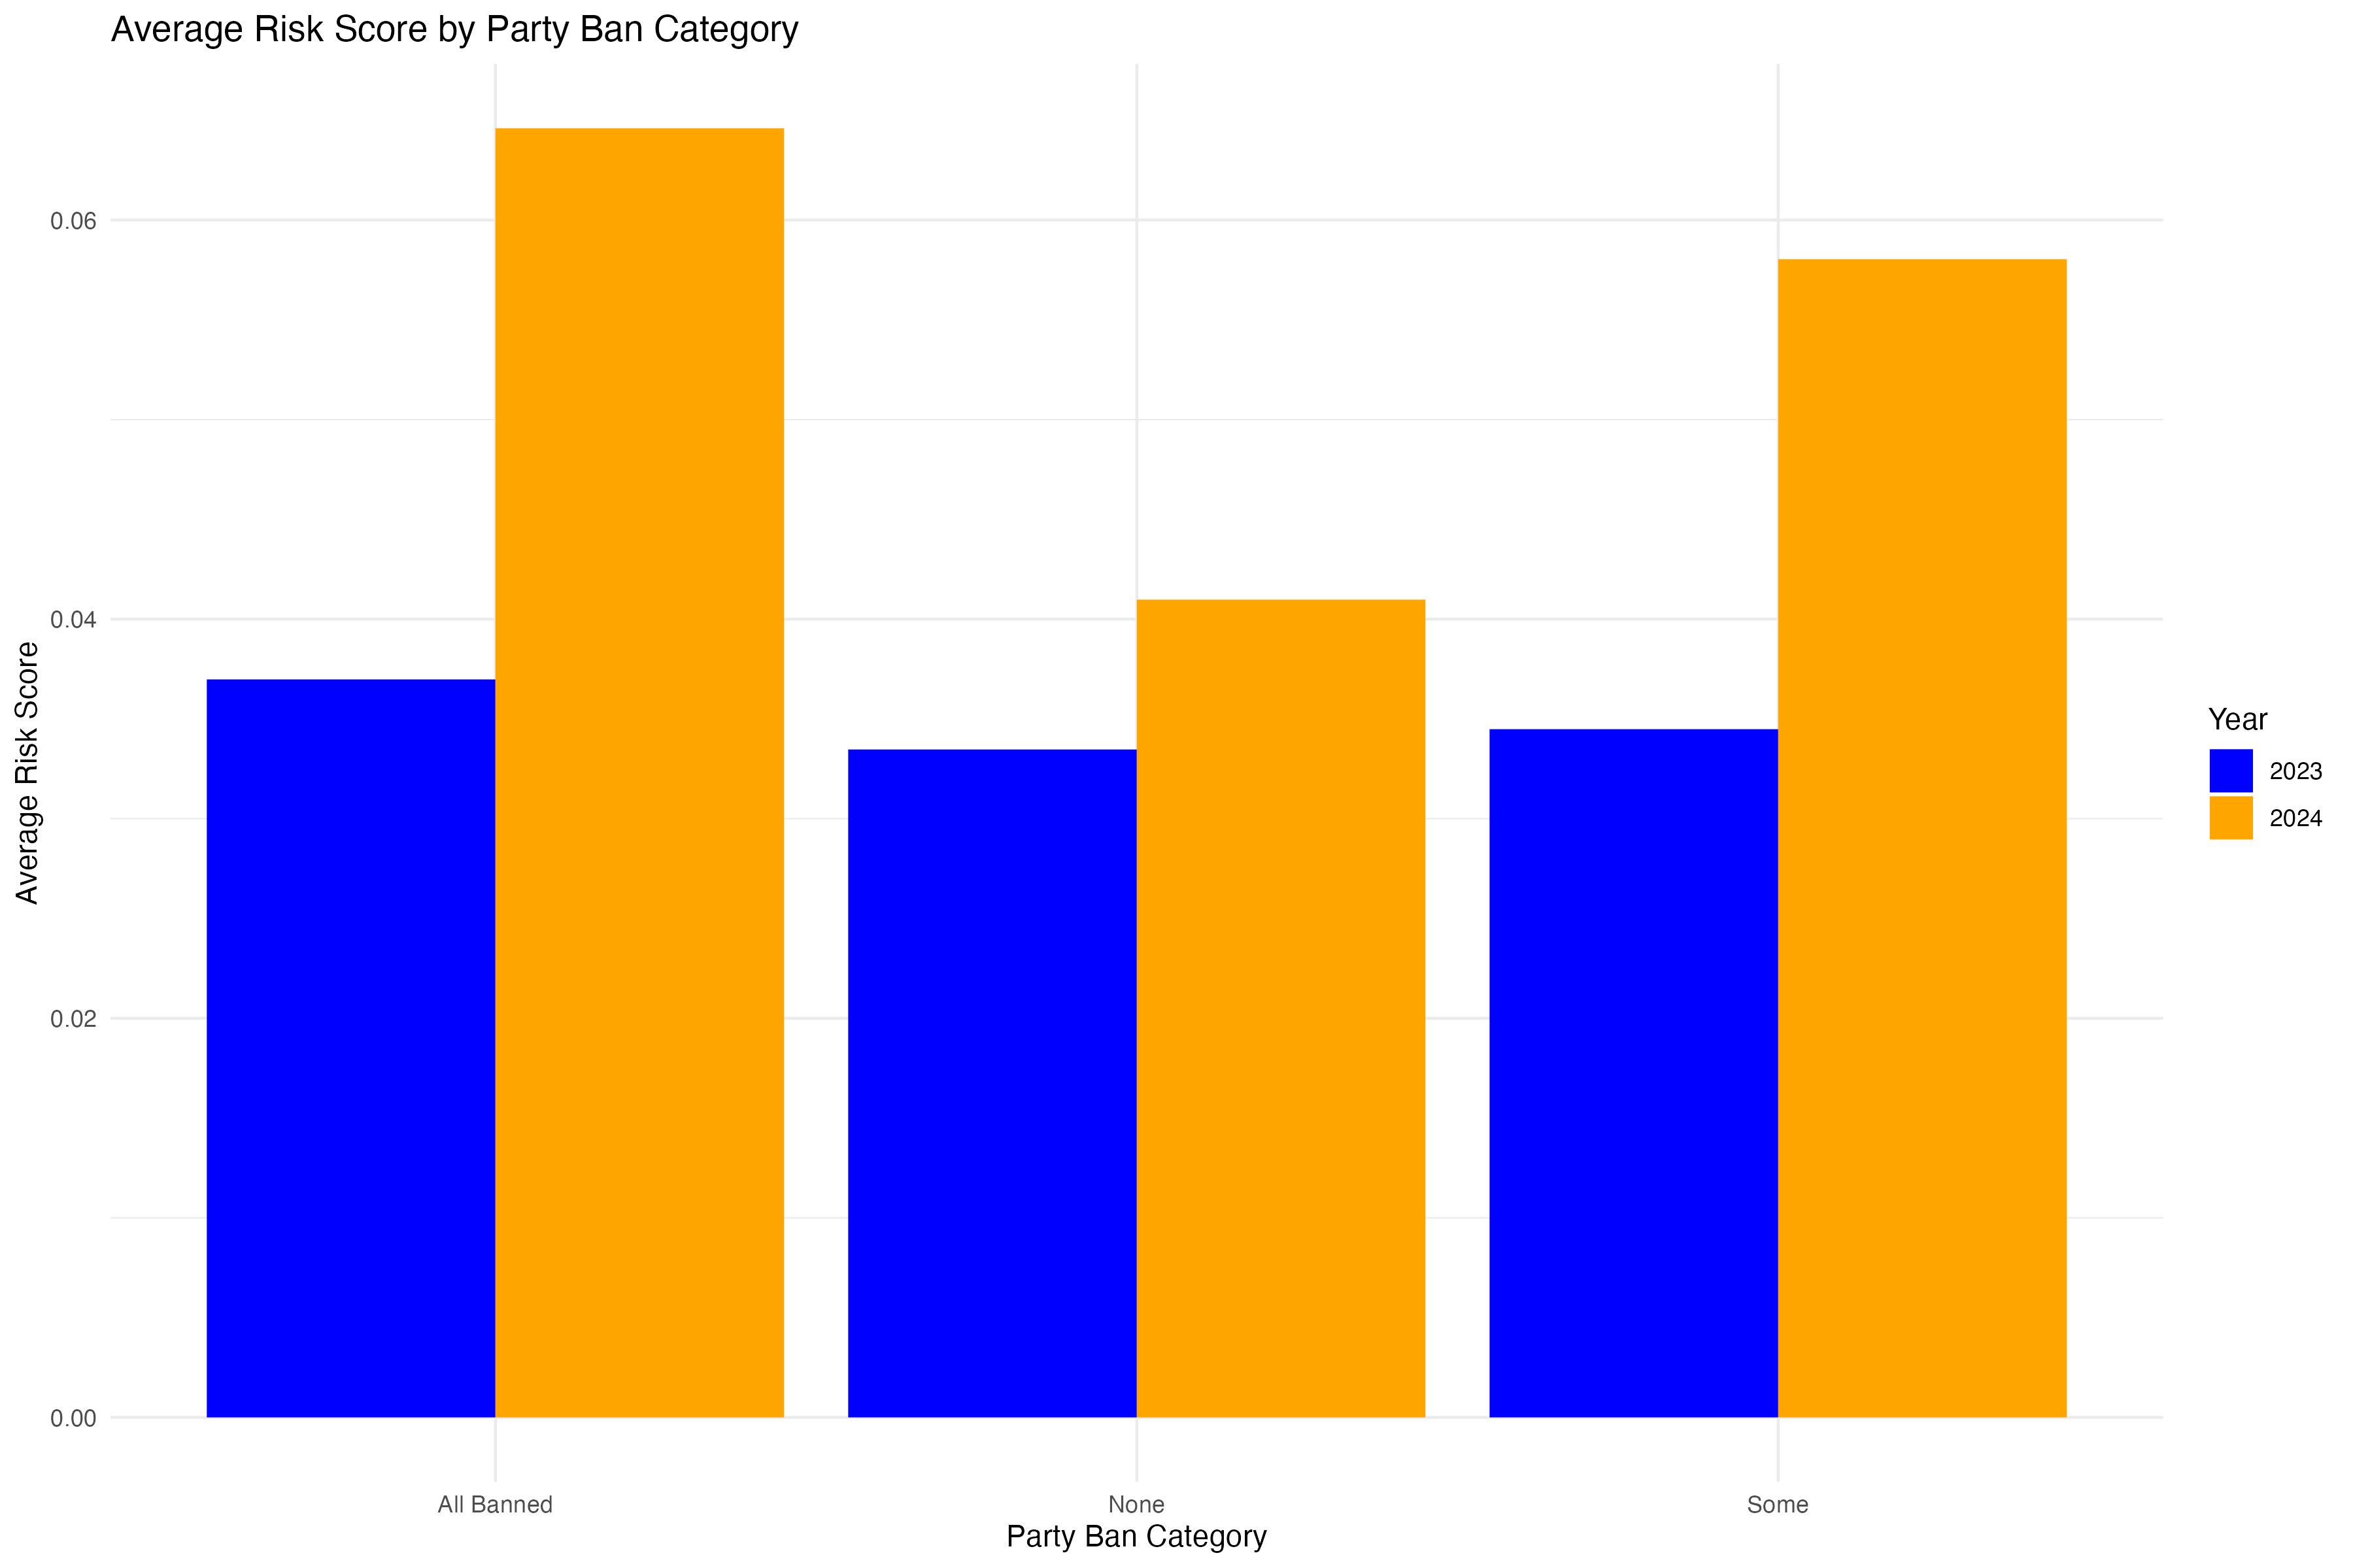 Average Risk Score by Party Ban Category
Average Risk Score
0.06
0.04
0.02
0.00
All Banned
None
Some
Party Ban Category
Year
2023
2024